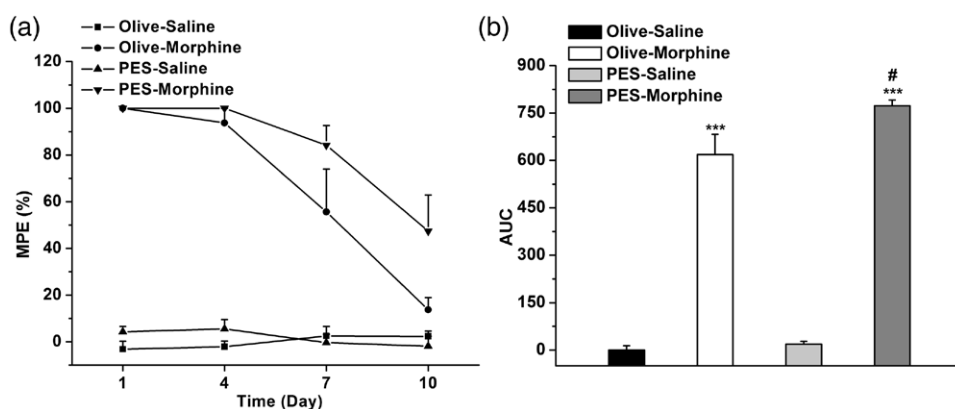 (a)
Olive-Saline
Olive-Morphine
PES-Saline
PES-Morphine
120
100
80
60
40
20
0
MPE (%)
1 4 7 10
Time (Day)
(b)
Olive-Saline
Olive-Morphine
PES-Saline
PES-Morphine
900
750
600
450
300
150
0
AUC
***
#
***